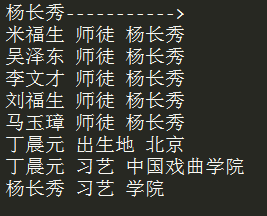 杨长秀----------->
米福生 师徒 杨长秀
吴泽东 师徒 杨长秀
李文才 师徒 杨长秀
刘福生 师徒 杨长秀
马玉璋 师徒 杨长秀
丁晨元 出生地 北京
丁晨元 习艺 中国戏曲学院
杨长秀 习艺 学院